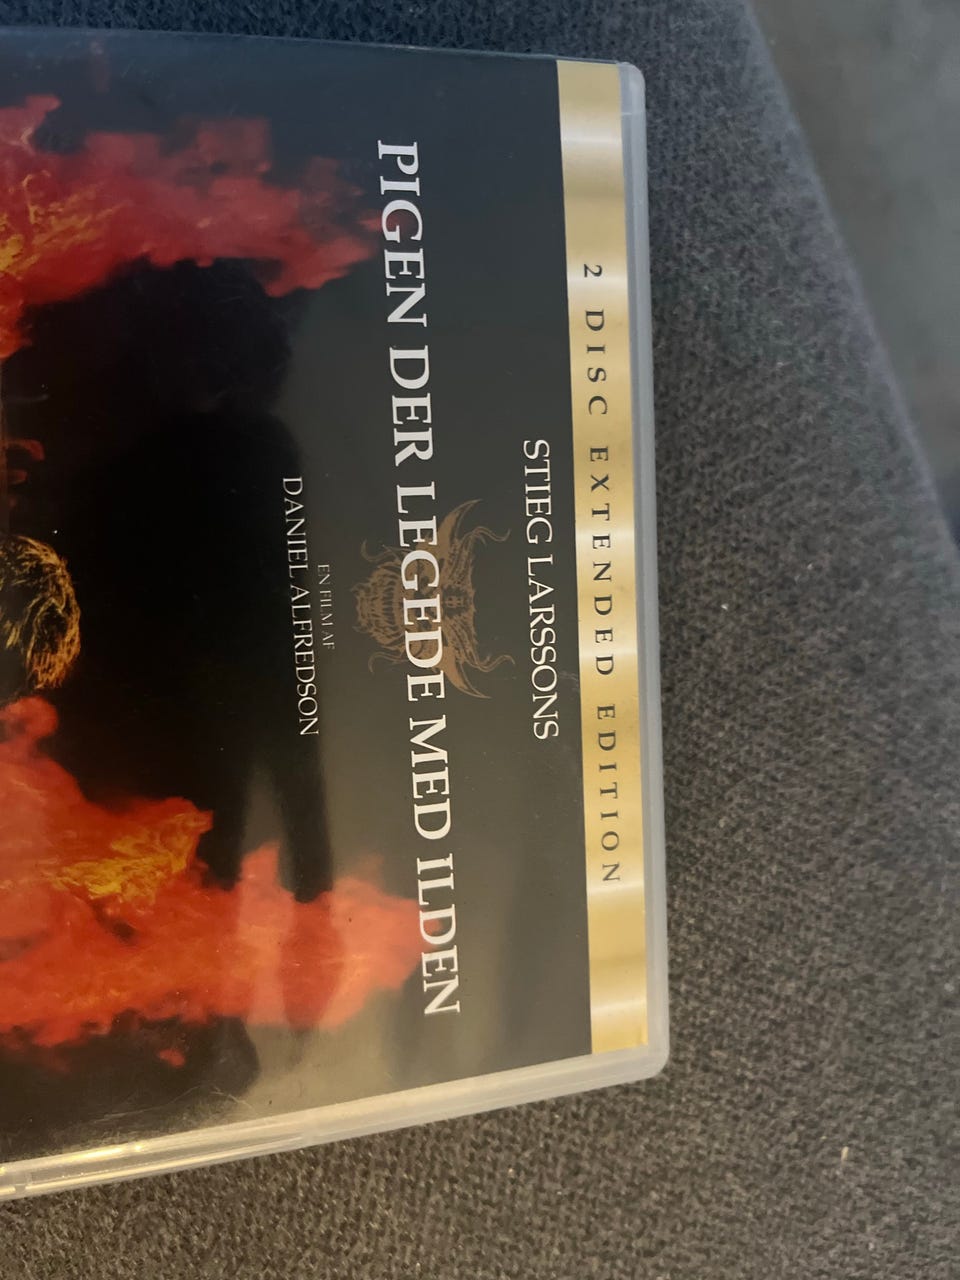 2 DISC EXTENDED EDITION
STIEG LARSSONS
PIGEN DER LEGEDE MED ILDEN
EN FILM AF
DANIEL ALFREDSON